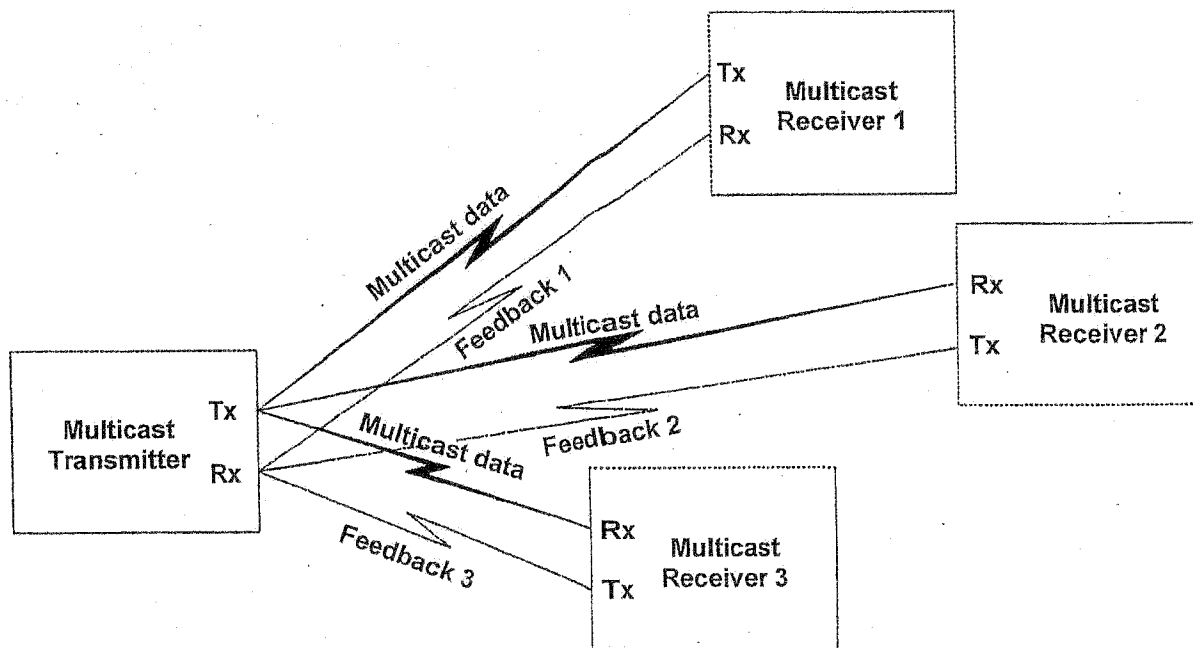 Tx
Multicast
Receiver 1
Rx
Multicast data
Feedback 1
Multicast data
Rx
Multicast
Receiver 2
Tx
Feedback 2
Multicast
Transmitter
Tx
Rx
Multicast data
Feedback 3
Rx
Multicast
Receiver 3
Tx